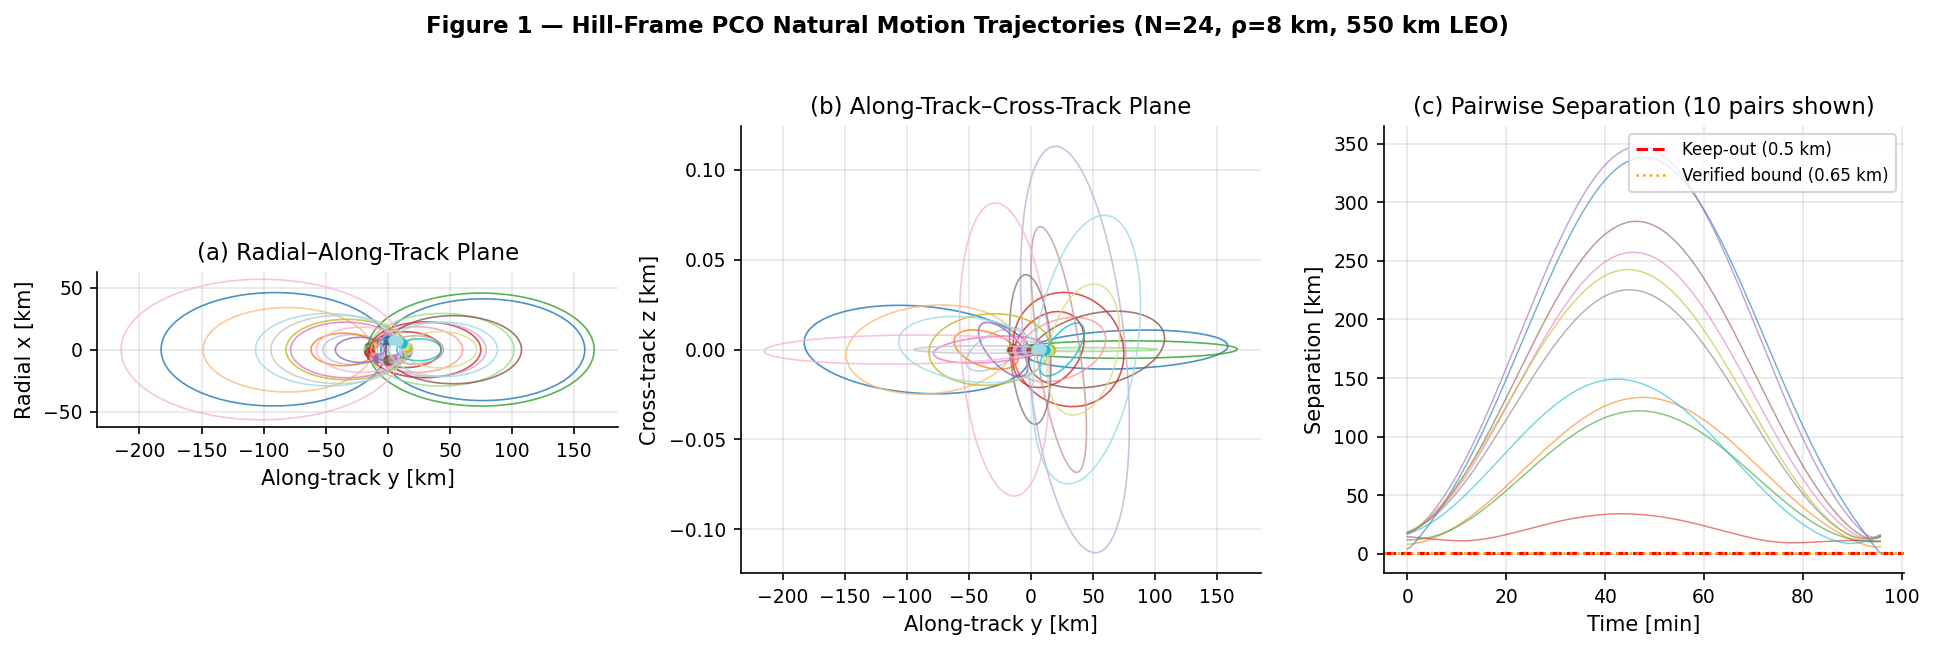 Figure 1 — Hill-Frame PCO Natural Motion Trajectories (N=24, ρ=8 km, 550 km LEO)
(a) Radial–Along-Track Plane
Radial x [km]
50
0
−50
−200 −150 −100 −50 0 50 100 150
Along-track y [km]
(b) Along-Track–Cross-Track Plane
Cross-track z [km]
0.10
0.05
0.00
−0.05
−0.10
−200 −150 −100 −50 0 50 100 150
Along-track y [km]
(c) Pairwise Separation (10 pairs shown)
Separation [km]
350
300
250
200
150
100
50
0
Keep-out (0.5 km)
Verified bound (0.65 km)
0 20 40 60 80 100
Time [min]